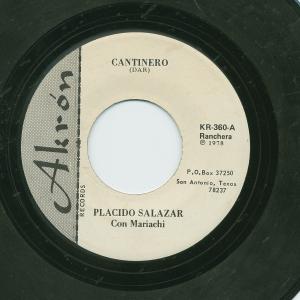 CANTINERO
(DAR)
Akrón
RECORDS
KR-360-A
Ranchera
℗ 1978
P.O. Box 37250
San Antonio, Texas
78237
PLACIDO SALAZAR
Con Mariachi